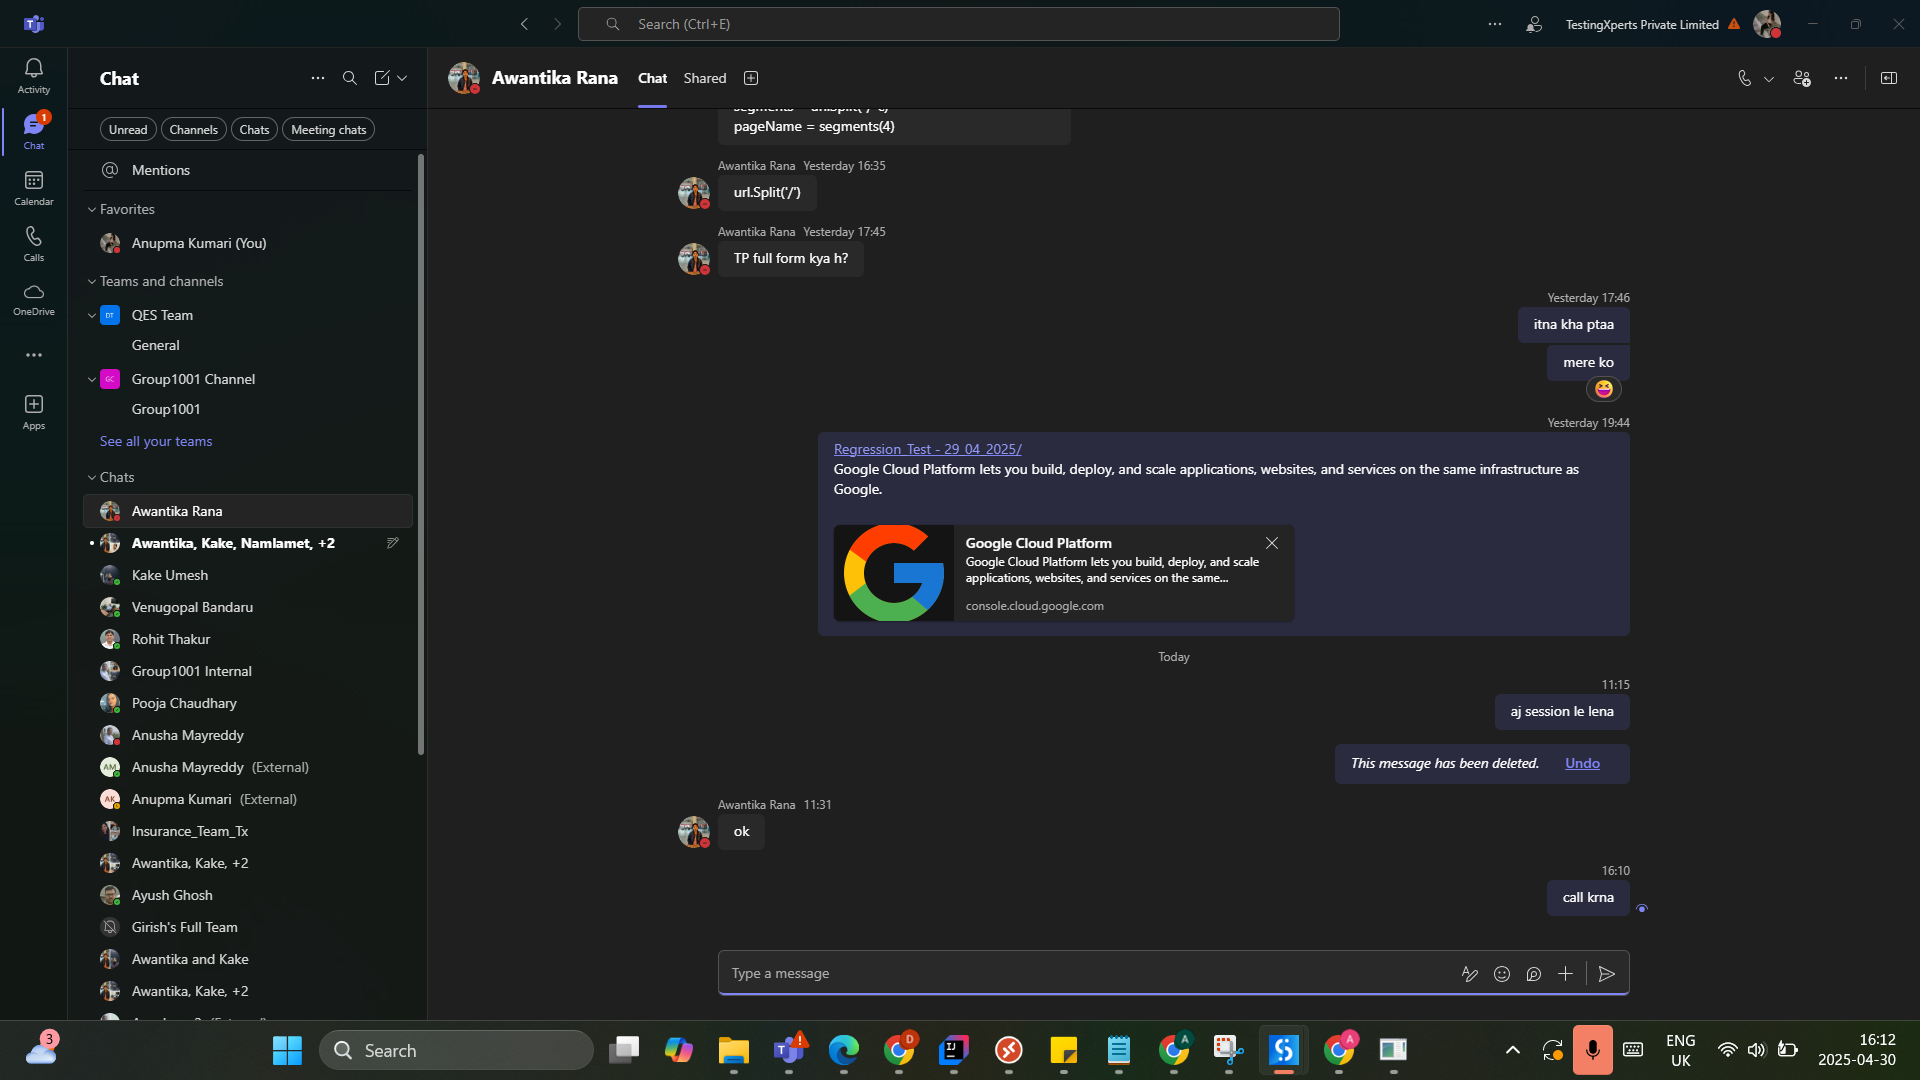 Search (Ctrl+E)
TestingXperts Private Limited
Activity
Chat
1
Calendar
Calls
OneDrive
Apps
Chat
Unread
Channels
Chats
Meeting chats
Mentions
Favorites
Anupma Kumari (You)
Teams and channels
DT
QES Team
General
GC
Group1001 Channel
Group1001
See all your teams
Chats
Awantika Rana
Awantika, Kake, Namlamet, +2
Kake Umesh
Venugopal Bandaru
Rohit Thakur
Group1001 Internal
Pooja Chaudhary
Anusha Mayreddy
AM
Anusha Mayreddy (External)
AK
Anupma Kumari (External)
Insurance_Team_Tx
Awantika, Kake, +2
Ayush Ghosh
Girish's Full Team
Awantika and Kake
Awantika, Kake, +2
Awantika Rana
Chat
Shared
pageName = segments(4)
Awantika Rana Yesterday 16:35
url.Split('/')
Awantika Rana Yesterday 17:45
TP full form kya h?
Yesterday 17:46
itna kha ptaa
mere ko
Yesterday 19:44
Regression_Test - 29_04_2025/
Google Cloud Platform lets you build, deploy, and scale applications, websites, and services on the same infrastructure as
Google.
Google Cloud Platform
Google Cloud Platform lets you build, deploy, and scale
applications, websites, and services on the same...
console.cloud.google.com
Today
11:15
aj session le lena
This message has been deleted. Undo
Awantika Rana 11:31
ok
16:10
call krna
Type a message
3
Search
D
A
A
ENG
UK
16:12
2025-04-30